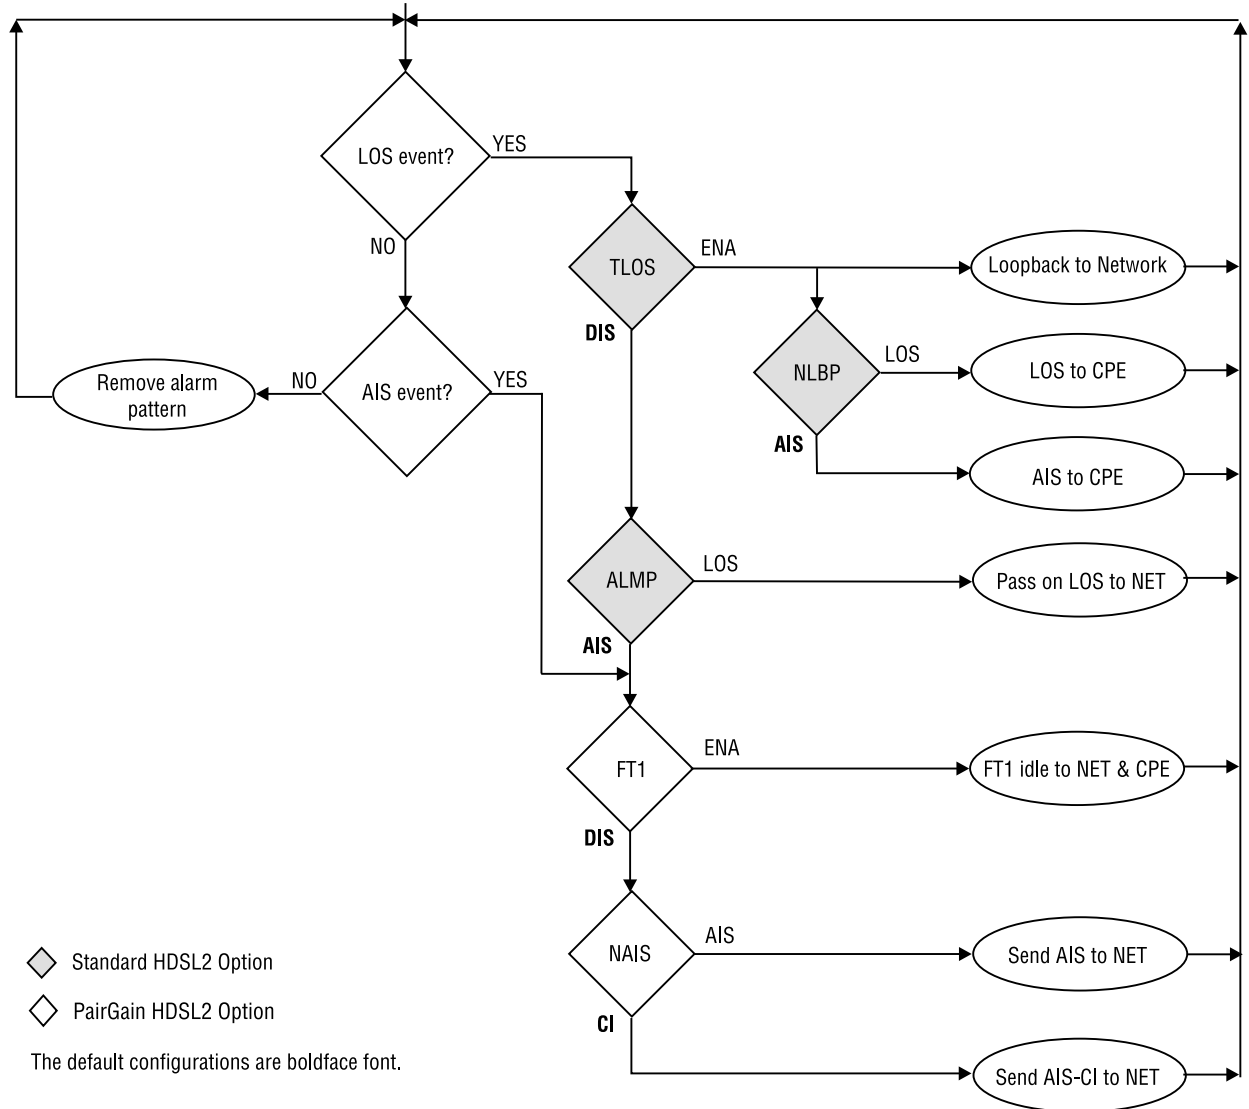 LOS event?
YES
NO
TLOS
ENA
DIS
Loopback to Network
NLBP
LOS
AIS
LOS to CPE
AIS to CPE
AIS event?
YES
NO
Remove alarm
pattern
ALMP
LOS
AIS
Pass on LOS to NET
FT1
ENA
DIS
FT1 idle to NET & CPE
NAIS
AIS
CI
Send AIS to NET
Send AIS-CI to NET
Standard HDSL2 Option
PairGain HDSL2 Option
The default configurations are boldface font.